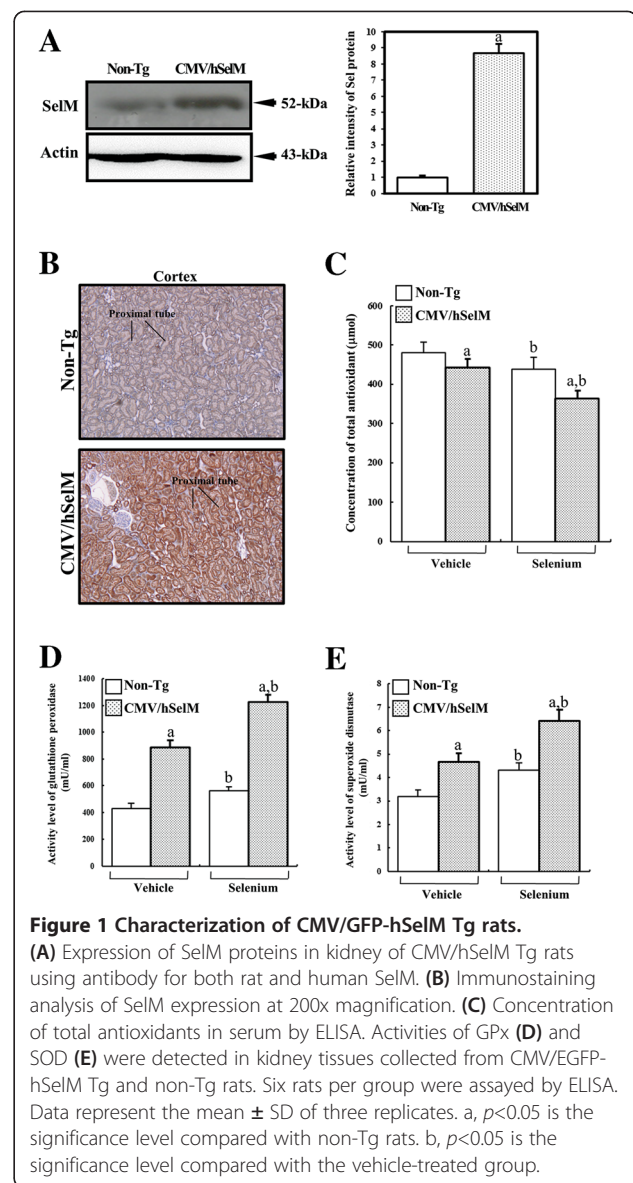 A
Non-Tg CMV/hSelM
SelM
52-kDa
Actin
43-kDa
Relative intensity of Sel protein
10
9
8
7
6
5
4
3
2
1
0
a
Non-Tg CMV/hSelM
B
Cortex
Non-Tg
Proximal tube
CMV/hSelM
Proximal tube
C
Non-Tg
CMV/hSelM
Concentration of total antioxidant (μmol)
600
500
400
300
200
100
0
a
b
a,b
Vehicle Selenium
D
Non-Tg
CMV/hSelM
Activity level of glutathione peroxidase
(mU/ml)
1400
1200
1000
800
600
400
200
0
a
b
a,b
Vehicle Selenium
E
Non-Tg
CMV/hSelM
Activity level of superoxide dismutase
(mU/ml)
8
7
6
5
4
3
2
1
0
a
b
a,b
Vehicle Selenium
Figure 1 Characterization of CMV/GFP-hSelM Tg rats.
(A) Expression of SelM proteins in kidney of CMV/hSelM Tg rats
using antibody for both rat and human SelM. (B) Immunostaining
analysis of SelM expression at 200x magnification. (C) Concentration
of total antioxidants in serum by ELISA. Activities of GPx (D) and
SOD (E) were detected in kidney tissues collected from CMV/EGFP-
hSelM Tg and non-Tg rats. Six rats per group were assayed by ELISA.
Data represent the mean ± SD of three replicates. a, p<0.05 is the
significance level compared with non-Tg rats. b, p<0.05 is the
significance level compared with the vehicle-treated group.